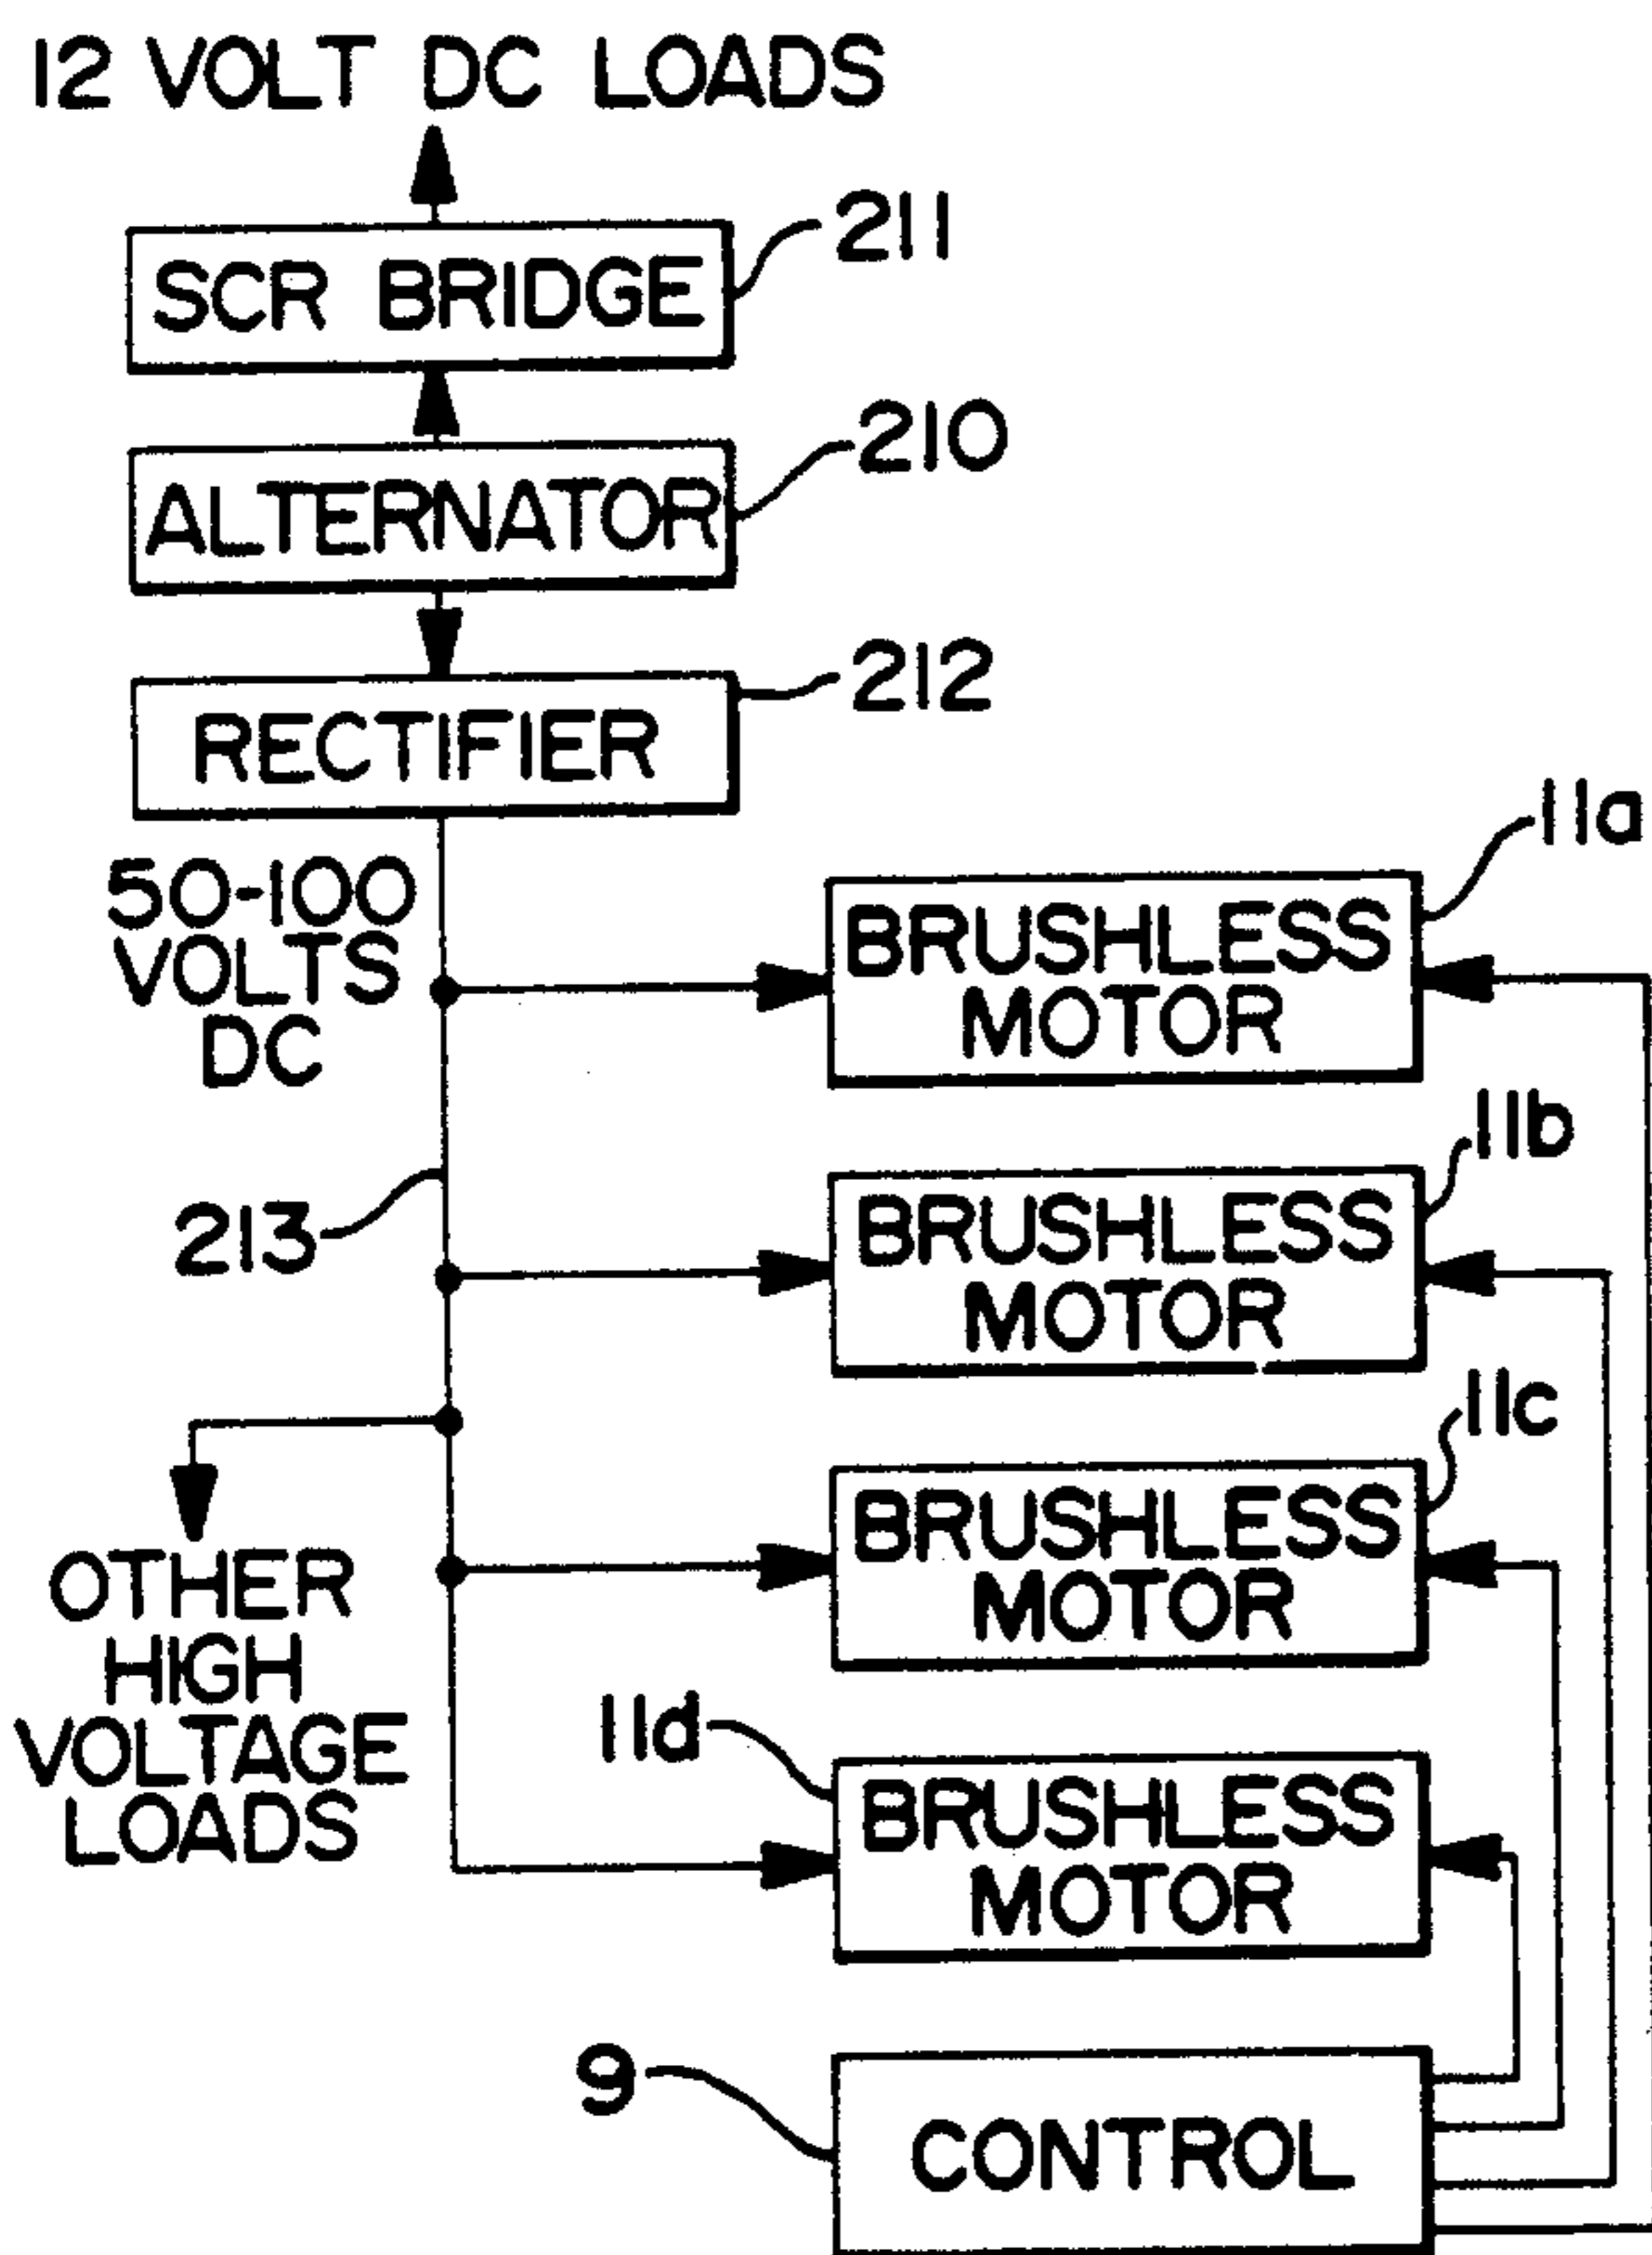 12 VOLT DC LOADS
211
SCR BRIDGE
210
ALTERNATOR
212
RECTIFIER
11a
50-100
VOLTS
DC
BRUSHLESS
MOTOR
11b
213
BRUSHLESS
MOTOR
11c
BRUSHLESS
MOTOR
OTHER
HIGH
VOLTAGE
LOADS
11d
BRUSHLESS
MOTOR
9
CONTROL